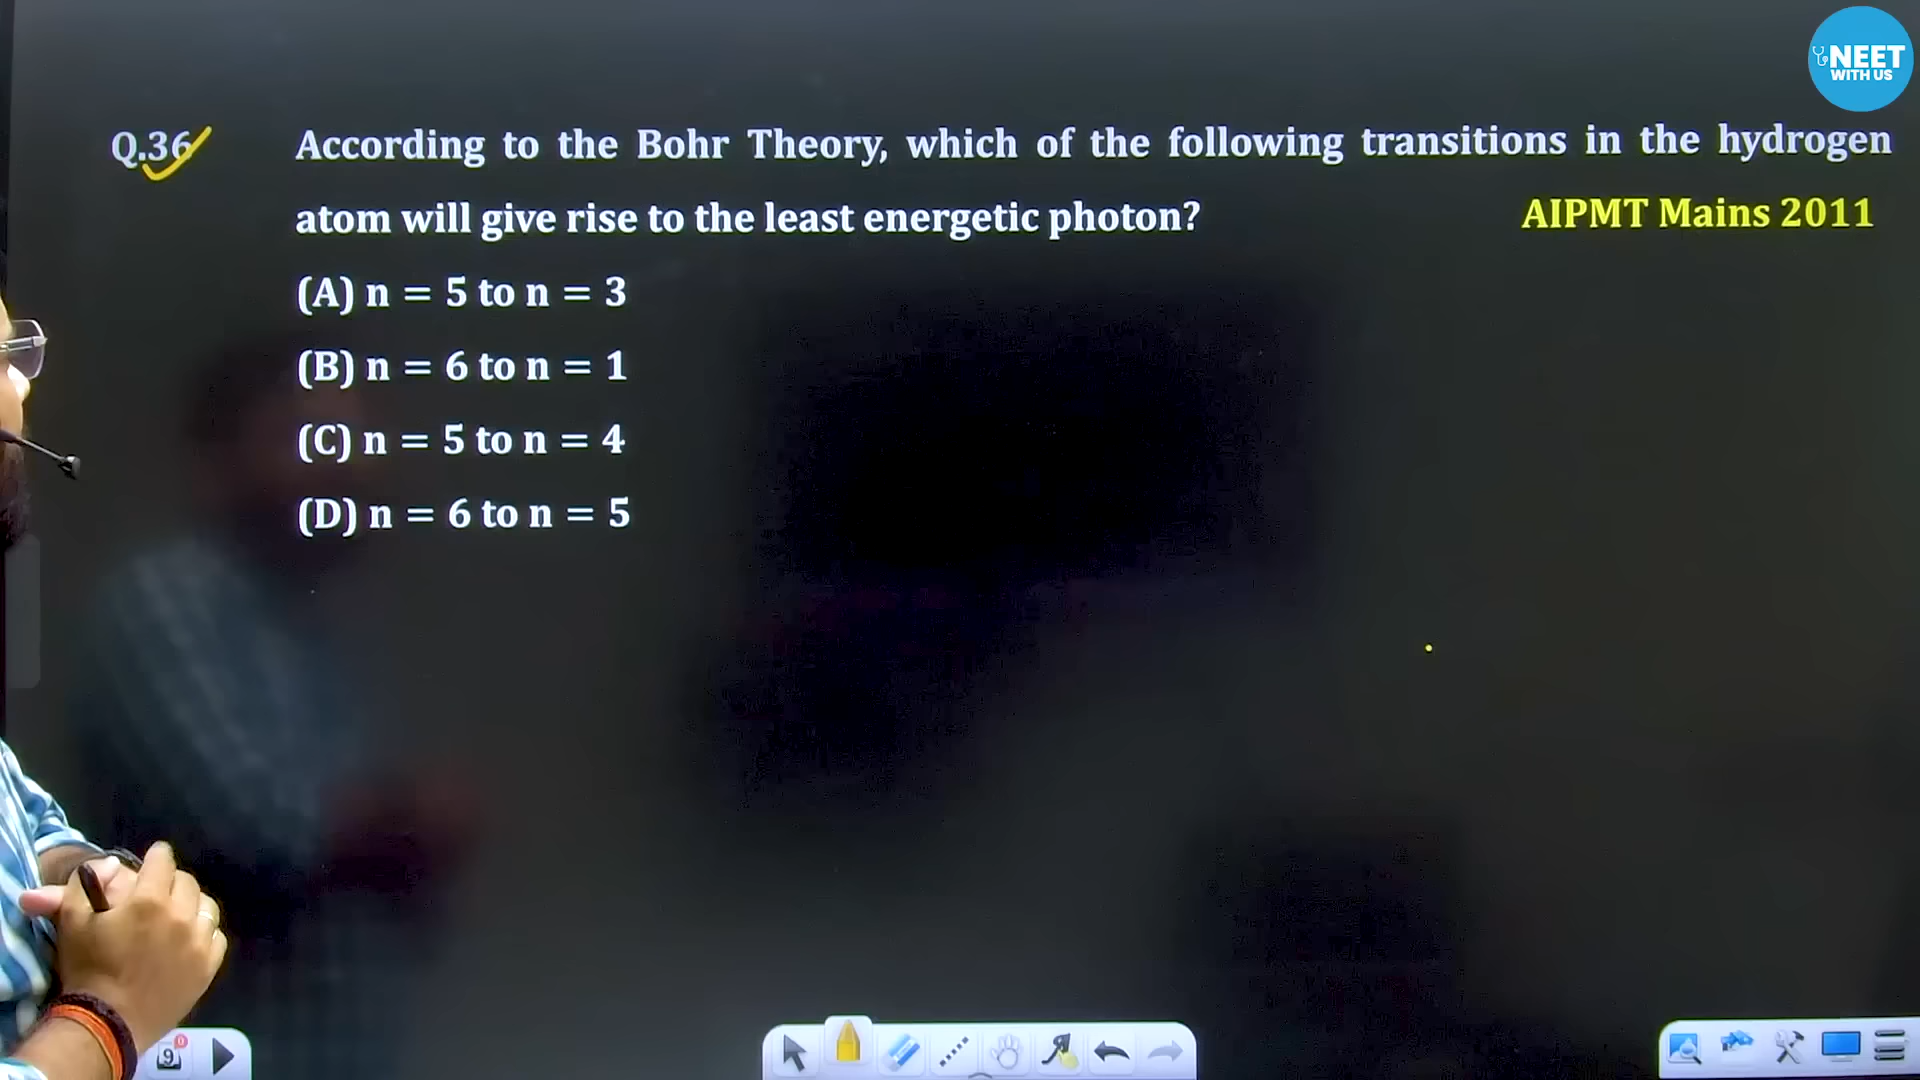 NEET
WITH US
Q.36 According to the Bohr Theory, which of the following transitions in the hydrogen
atom will give rise to the least energetic photon? AIPMT Mains 2011
(A) n = 5 to n = 3
(B) n = 6 to n = 1
(C) n = 5 to n = 4
(D) n = 6 to n = 5
9
0